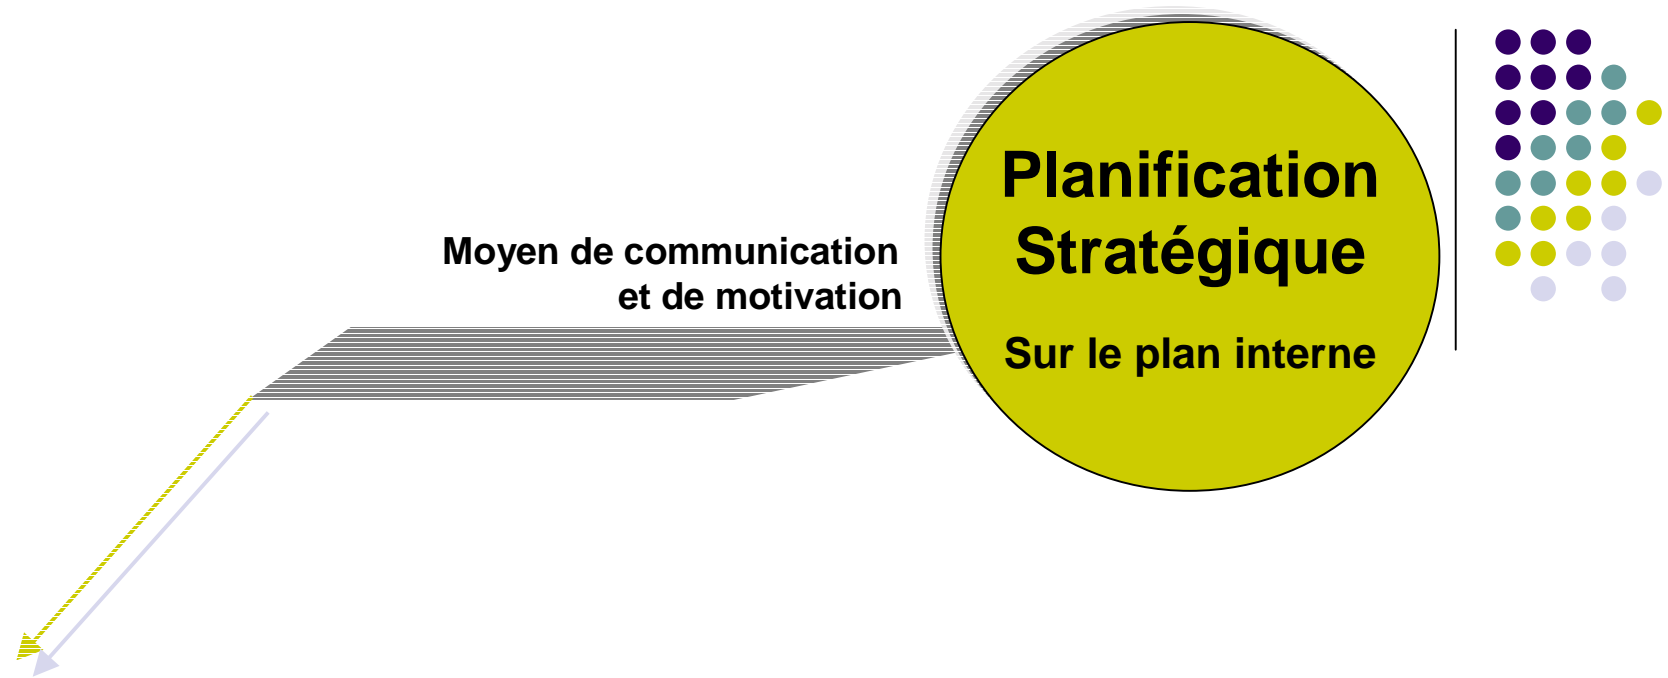 Planification
Stratégique
Sur le plan interne
Moyen de communication
et de motivation